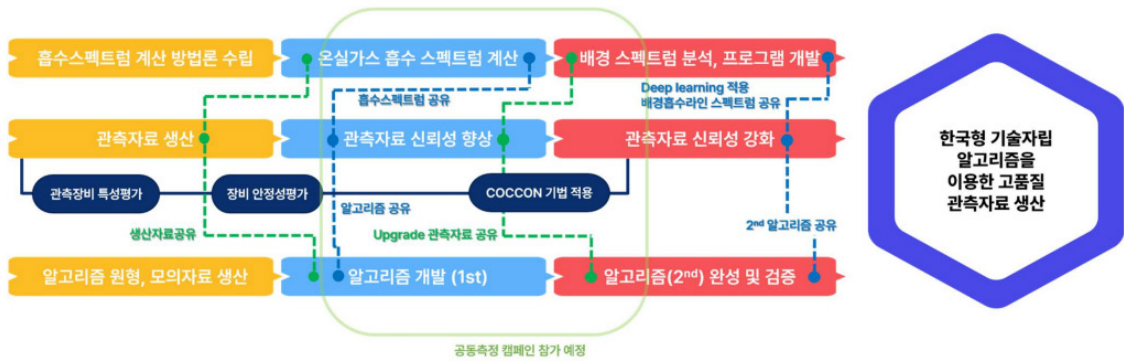 흡수스펙트럼 계산 방법론 수립
온실가스 흡수 스펙트럼 계산
배경 스펙트럼 분석, 프로그램 개발
흡수스펙트럼 공유
Deep learning 적용
배경흡수라인 스펙트럼 공유
관측자료 생산
관측자료 신뢰성 향상
관측자료 신뢰성 강화
관측장비 특성평가
장비 안정성평가
COCCON 기법 적용
알고리즘 공유
생산자료공유
Upgrade 관측자료 공유
2nd 알고리즘 공유
알고리즘 원형, 모의자료 생산
알고리즘 개발 (1st)
알고리즘(2nd) 완성 및 검증
공동측정 캠페인 참가 예정
한국형 기술자립
알고리즘을
이용한 고품질
관측자료 생산